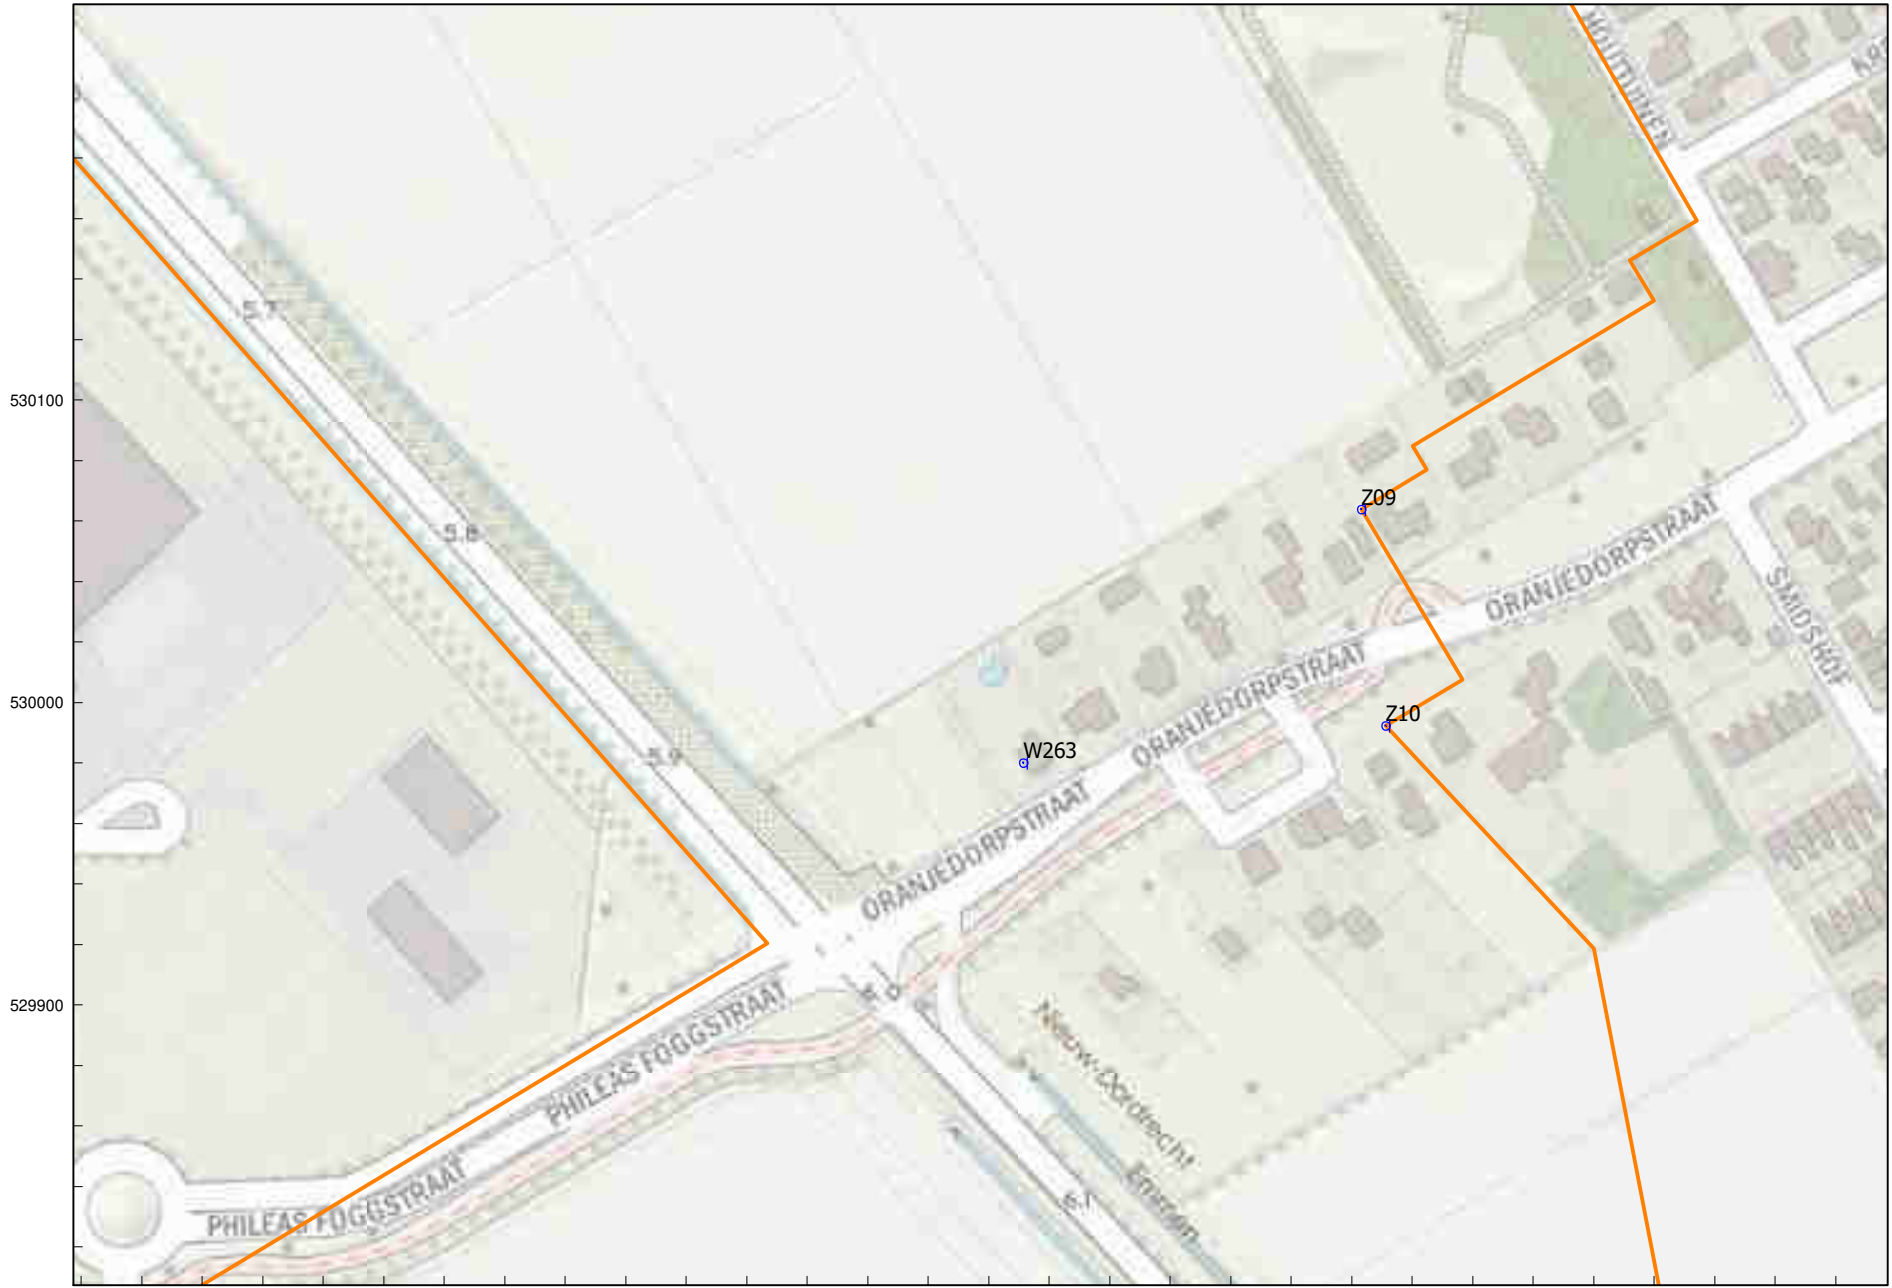 HOUTDUWEN
5.7
530100
Z09
5.8
ORANJEDORPSTRAAT
SMIDSHOF
ORANJEDORPSTRAAT
530000
Z10
W263
5.9
ORANJEDORPSTRAAT
529900
PHILEAS FOGGSTRAAT
Nieuw-Dordrecht
Emmen
6.1
PHILEAS FOGGSTRAAT